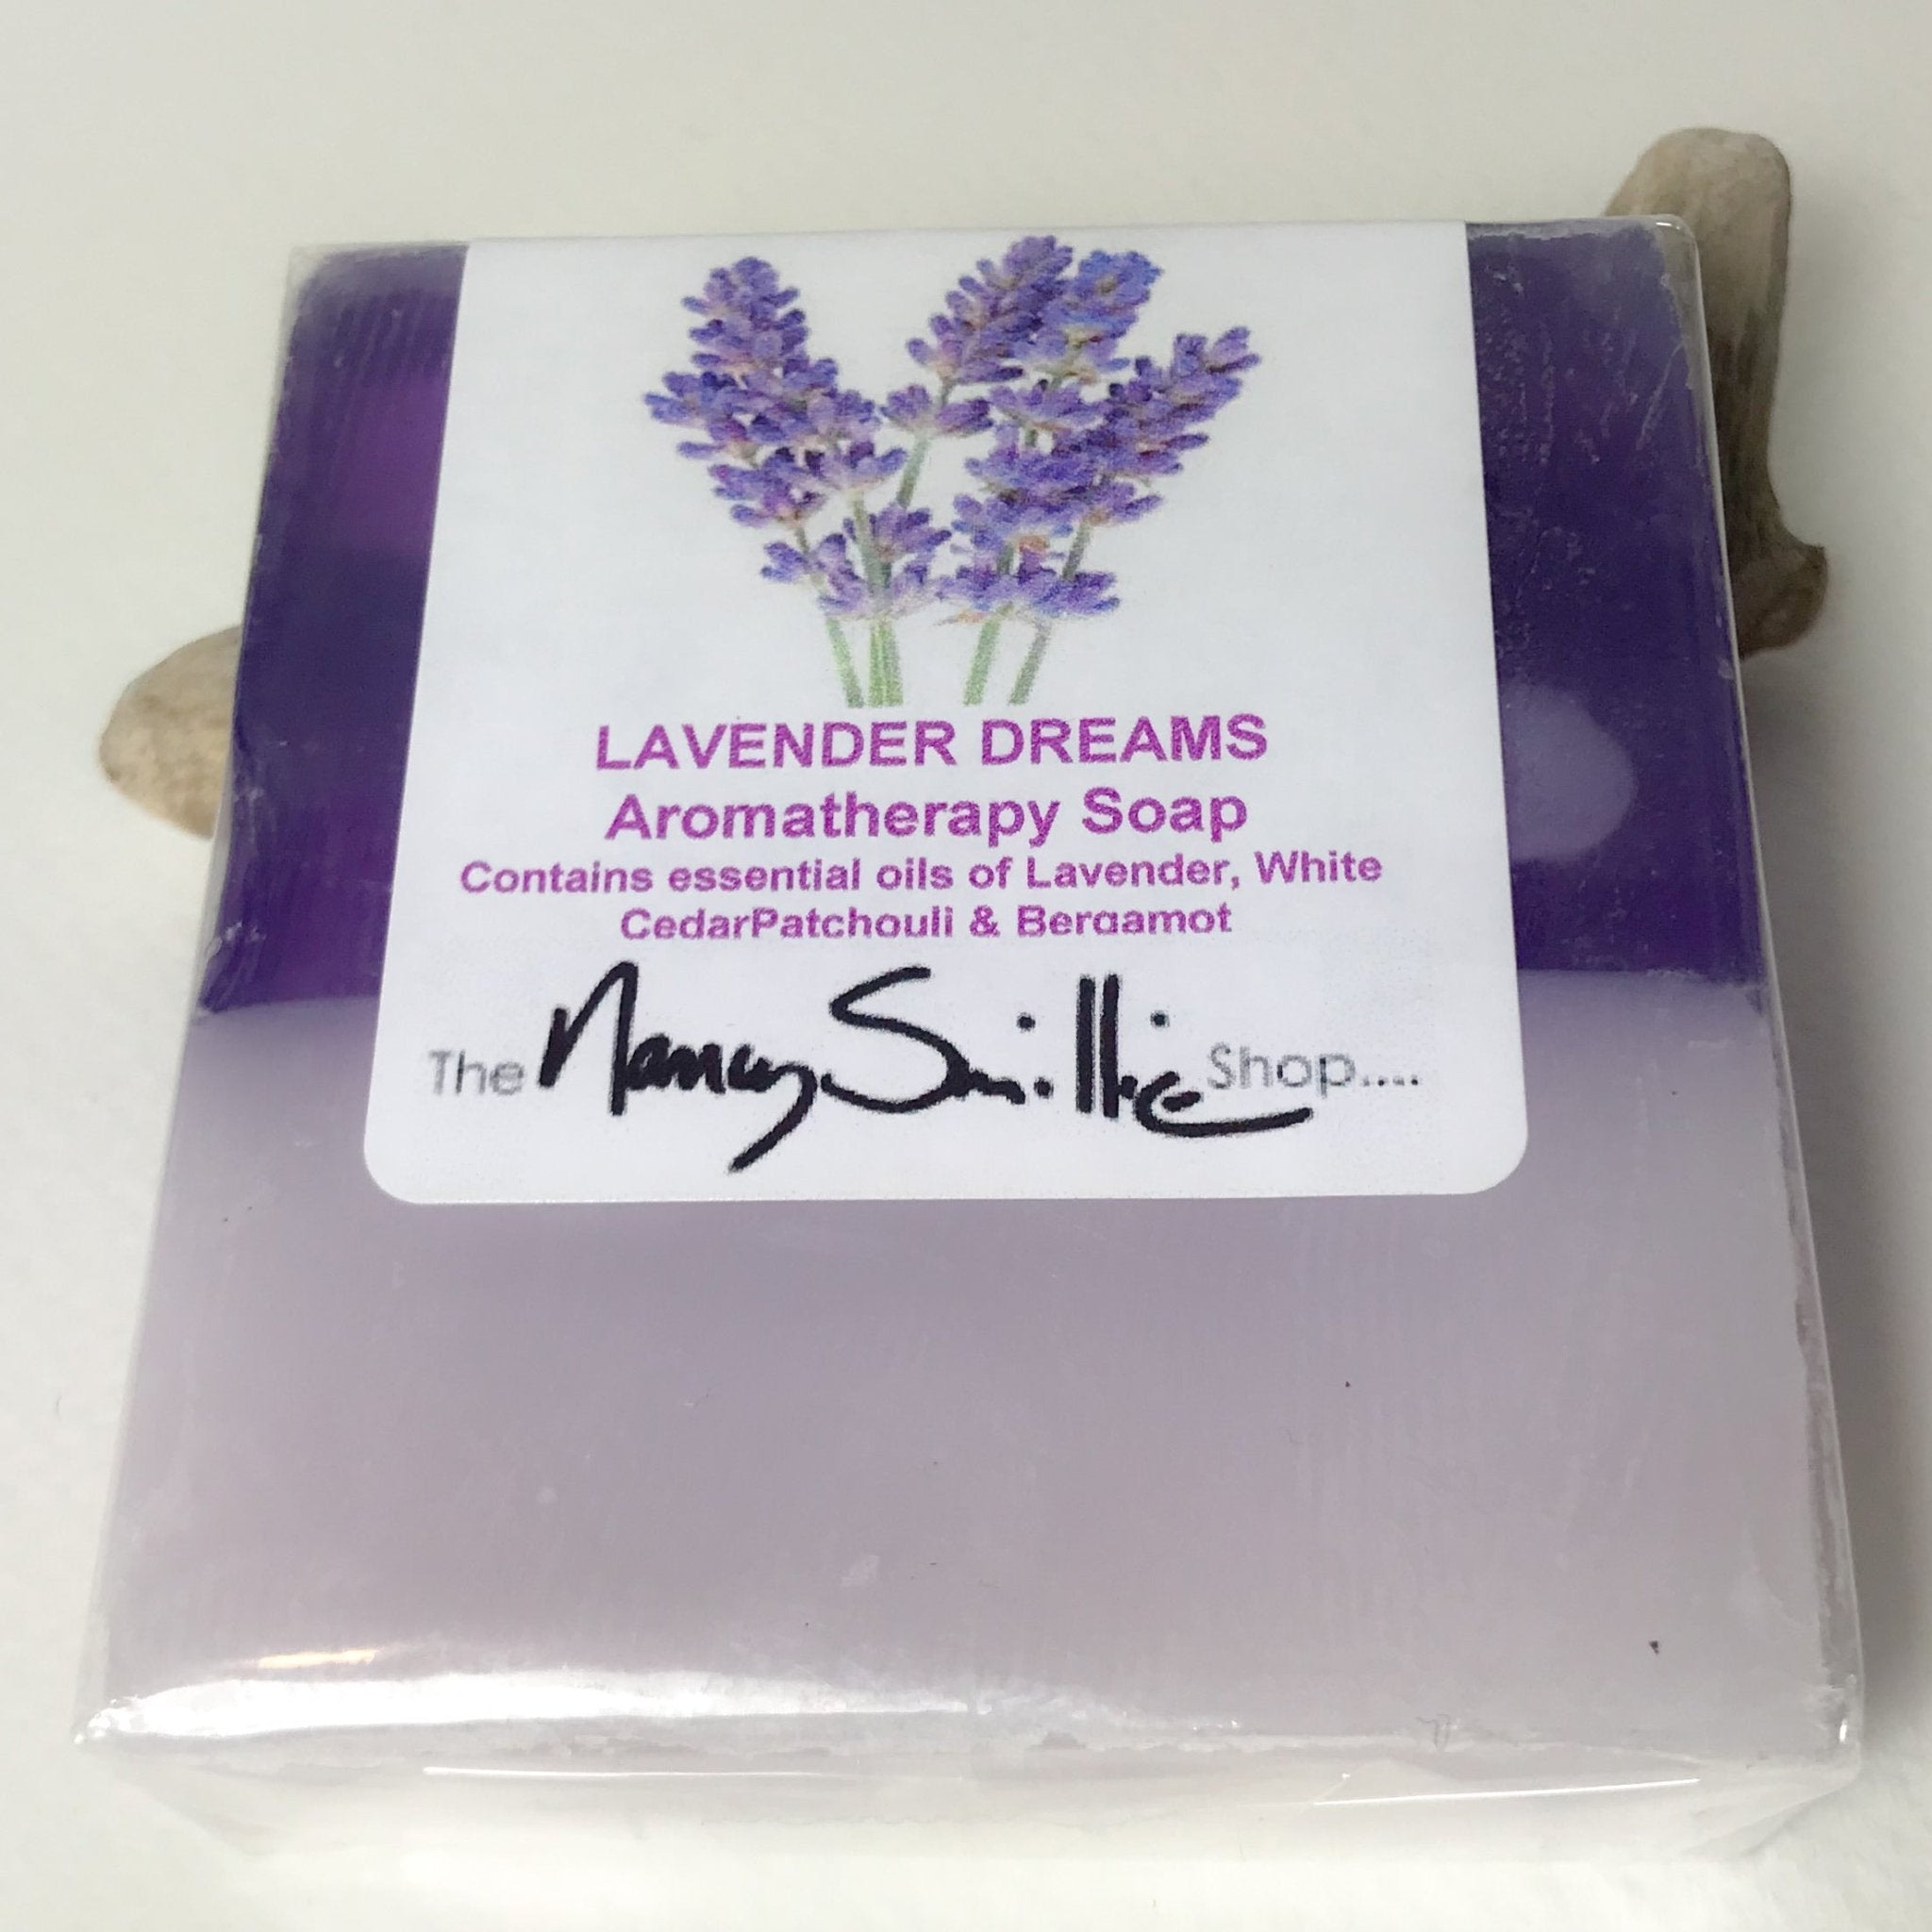 LAVENDER DREAMS
Aromatherapy Soap
Contains essential oils of Lavender, White
CedarPatchouli & Bergamot
The Nancy Smillie Shop....